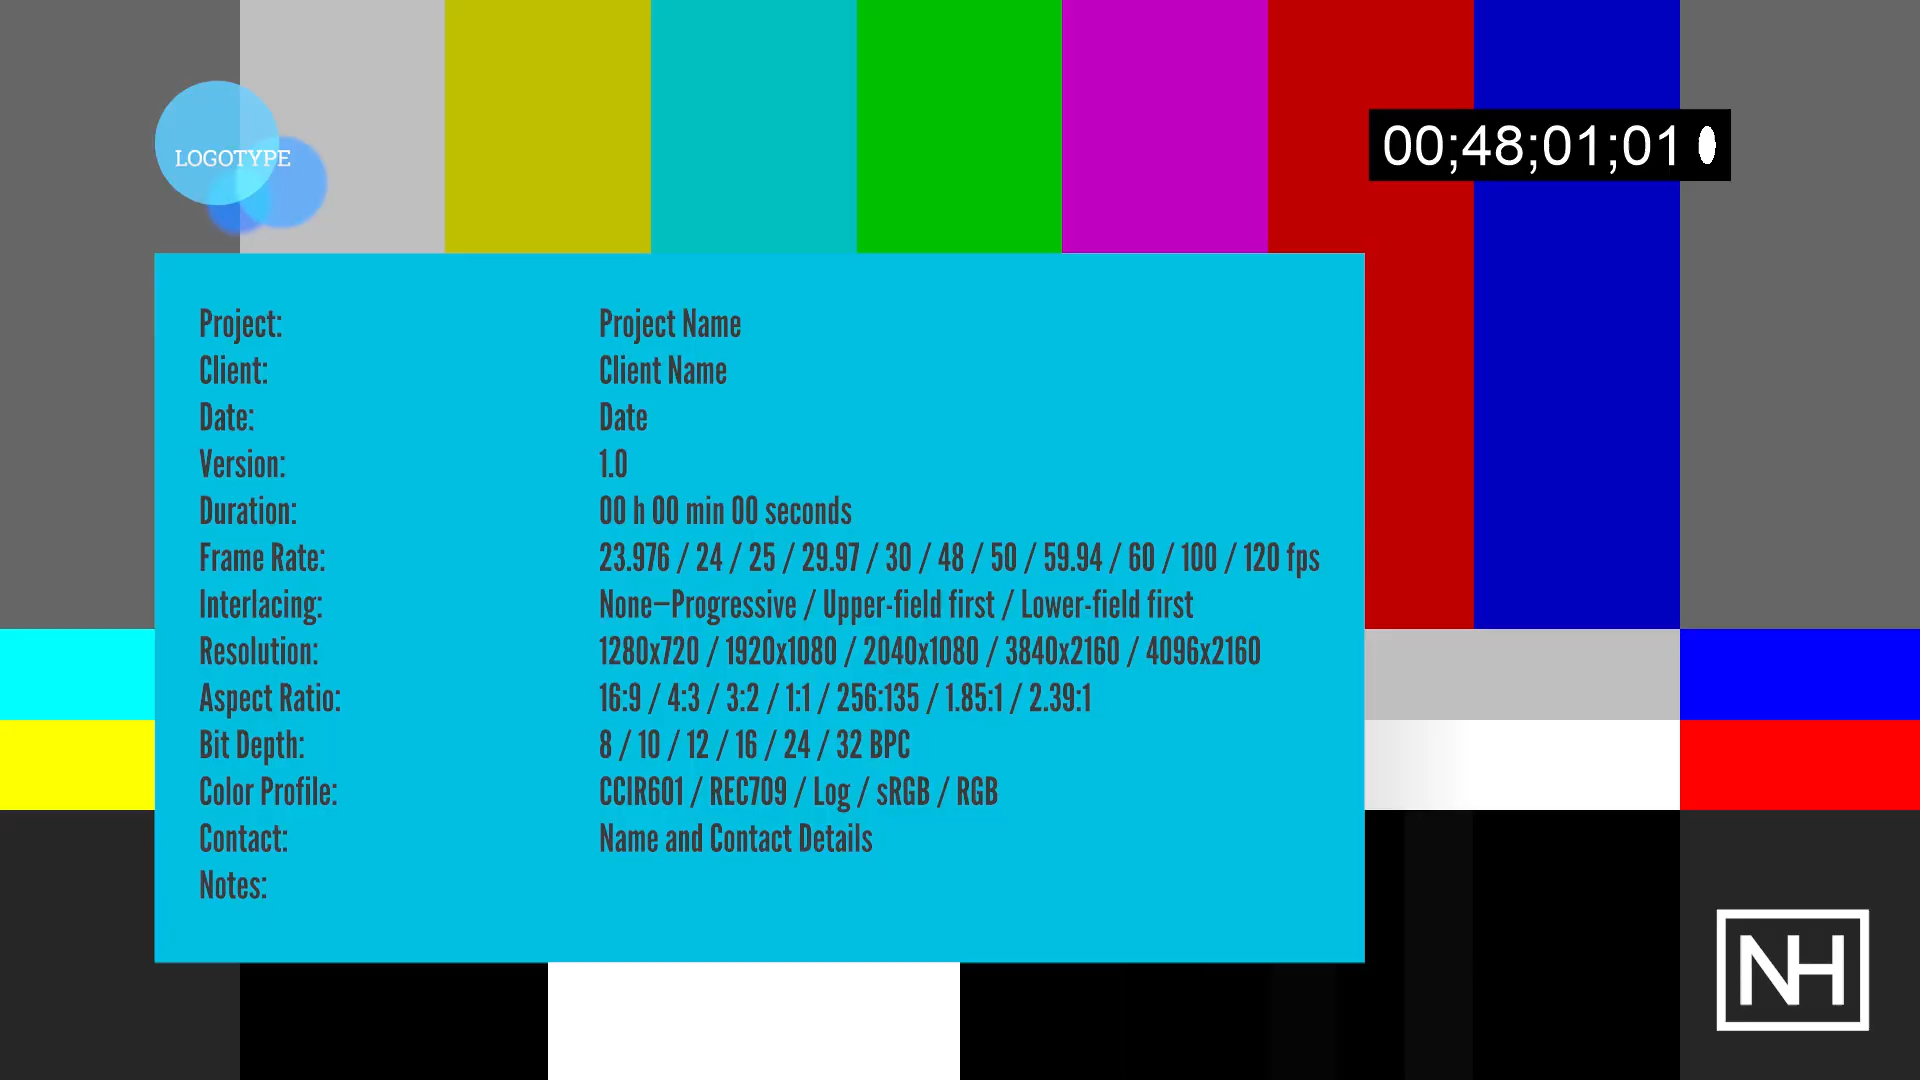 LOGOTYPE
00;48;01;01
Project: Project Name
Client: Client Name
Date: Date
Version: 1.0
Duration: 00 h 00 min 00 seconds
Frame Rate: 23.976 / 24 / 25 / 29.97 / 30 / 48 / 50 / 59.94 / 60 / 100 / 120 fps
Interlacing: None—Progressive / Upper-field first / Lower-field first
Resolution: 1280x720 / 1920x1080 / 2040x1080 / 3840x2160 / 4096x2160
Aspect Ratio: 16:9 / 4:3 / 3:2 / 1:1 / 256:135 / 1.85:1 / 2.39:1
Bit Depth: 8 / 10 / 12 / 16 / 24 / 32 BPC
Color Profile: CCIR601 / REC709 / Log / sRGB / RGB
Contact: Name and Contact Details
Notes:
NH